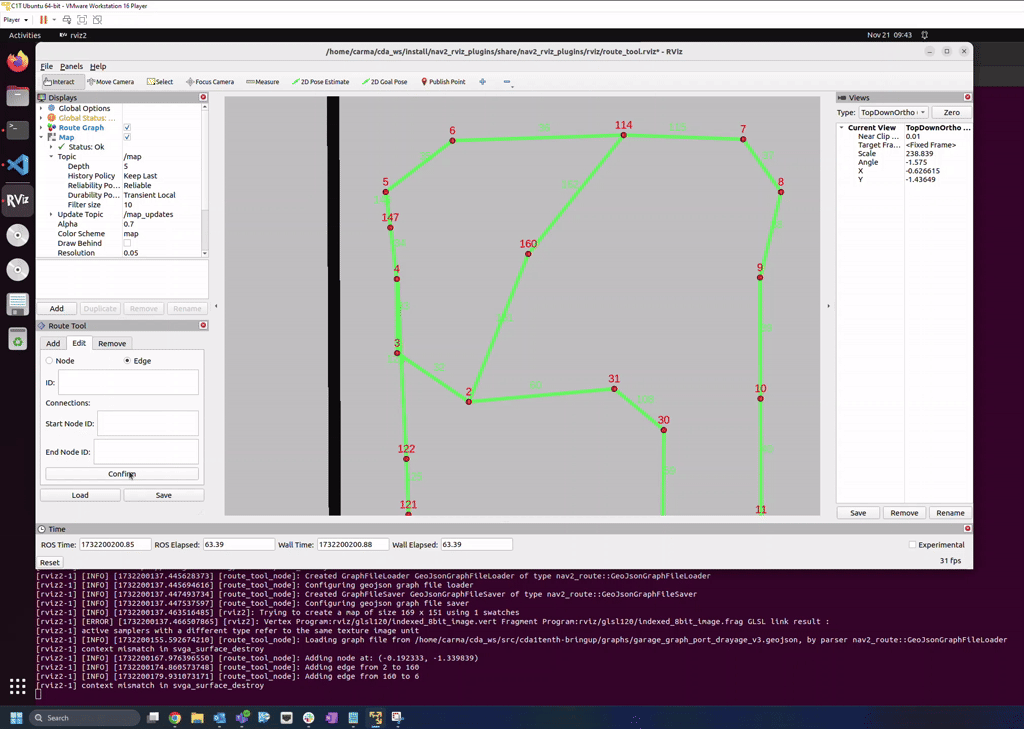 C1T Ubuntu 64-bit - VMware Workstation 16 Player
Player
Activities
rviz2
Nov 21 09:43
/home/carma/cda_ws/install/nav2_rviz_plugins/share/nav2_rviz_plugins/rviz/route_tool.rviz* - RViz
File Panels Help
Interact
Move Camera
Select
Focus Camera
Measure
2D Pose Estimate
2D Goal Pose
Publish Point
Displays
Global Options
Global Status: ...
Route Graph
Map
Status: Ok
Topic /map
Depth 5
History Policy Keep Last
Reliability Po... Reliable
Durability Po... Transient Local
Filter size 10
Update Topic /map_updates
Alpha 0.7
Color Scheme map
Draw Behind
Resolution 0.05
Add Duplicate Remove Rename
Route Tool
Add Edit Remove
Node Edge
ID:
Connections:
Start Node ID:
End Node ID:
Confirm
Load Save
RViz
6
114
7
5
8
147
160
4
9
3
2
31
10
30
122
121
11
Views
Type: TopDownOrtho Zero
Current View TopDownOrtho ...
Near Clip ... 0.01
Target Fra... <Fixed Frame>
Scale 238.839
Angle -1.575
X -0.626615
Y -1.43649
Save Remove Rename
Time
ROS Time: 1732200200.85 ROS Elapsed: 63.39 Wall Time: 1732200200.88 Wall Elapsed: 63.39 Experimental
Reset 31 fps
[rviz2-1] [INFO] [1732200137.445628373] [route_tool_node]: Created GraphFileLoader GeoJsonGraphFileLoader of type nav2_route::GeoJsonGraphFileLoader
[rviz2-1] [INFO] [1732200137.445694616] [route_tool_node]: Configuring geojson graph file loader
[rviz2-1] [INFO] [1732200137.447493734] [route_tool_node]: Created GraphFileSaver GeoJsonGraphFileSaver of type nav2_route::GeoJsonGraphFileSaver
[rviz2-1] [INFO] [1732200137.447537597] [route_tool_node]: Configuring geojson graph file saver
[rviz2-1] [INFO] [1732200137.463516485] [rviz2]: Trying to create a map of size 169 x 151 using 1 swatches
[rviz2-1] [ERROR] [1732200137.466507865] [rviz2]: Vertex Program:rviz/glsl120/indexed_8bit_image.vert Fragment Program:rviz/glsl120/indexed_8bit_image.frag GLSL link result :
[rviz2-1] active samplers with a different type refer to the same texture image unit
[rviz2-1] [INFO] [1732200155.592674210] [route_tool_node]: Loading graph file from /home/carma/cda_ws/src/cda1tenth-bringup/graphs/garage_graph_port_drayage_v3.geojson, by parser nav2_route::GeoJsonGraphFileLoader
[rviz2-1] context mismatch in svga_surface_destroy
[rviz2-1] [INFO] [1732200167.976396550] [route_tool_node]: Adding node at: (-0.192333, -1.339839)
[rviz2-1] [INFO] [1732200174.860573748] [route_tool_node]: Adding edge from 2 to 160
[rviz2-1] [INFO] [1732200179.931073171] [route_tool_node]: Adding edge from 160 to 6
[rviz2-1] context mismatch in svga_surface_destroy
Search